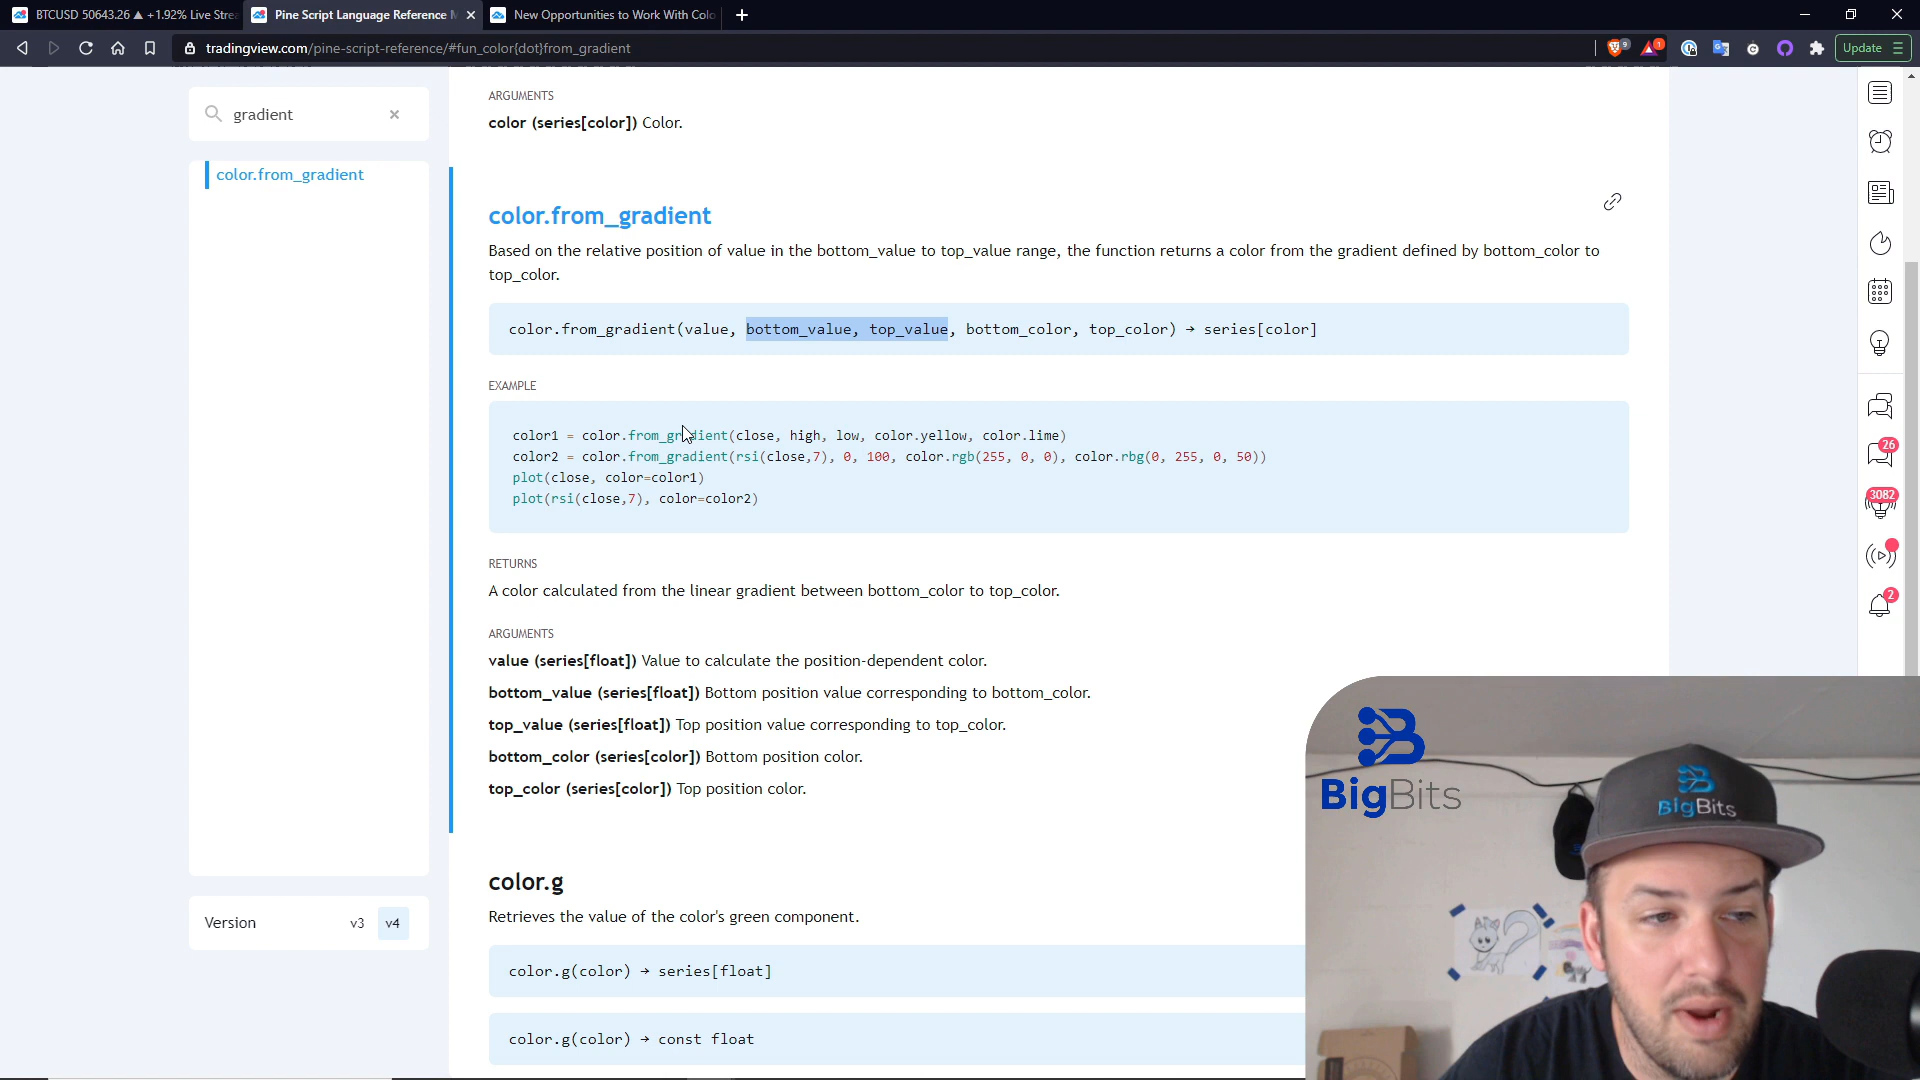 BTCUSD 50643.26 ▲ +1.92% Live Stre
Pine Script Language Reference M
New Opportunities to Work With Colo
tradingview.com/pine-script-reference/#fun_color{dot}from_gradient
9
1
Update
gradient
color.from_gradient
Version v3 v4
ARGUMENTS
color (series[color]) Color.
color.from_gradient
Based on the relative position of value in the bottom_value to top_value range, the function returns a color from the gradient defined by bottom_color to
top_color.
color.from_gradient(value, bottom_value, top_value, bottom_color, top_color) → series[color]
EXAMPLE
color1 = color.from_gradient(close, high, low, color.yellow, color.lime)
color2 = color.from_gradient(rsi(close,7), 0, 100, color.rgb(255, 0, 0), color.rbg(0, 255, 0, 50))
plot(close, color=color1)
plot(rsi(close,7), color=color2)
RETURNS
A color calculated from the linear gradient between bottom_color to top_color.
ARGUMENTS
value (series[float]) Value to calculate the position-dependent color.
bottom_value (series[float]) Bottom position value corresponding to bottom_color.
top_value (series[float]) Top position value corresponding to top_color.
bottom_color (series[color]) Bottom position color.
top_color (series[color]) Top position color.
color.g
Retrieves the value of the color's green component.
color.g(color) → series[float]
color.g(color) → const float
26
3082
2
BigBits
BigBits